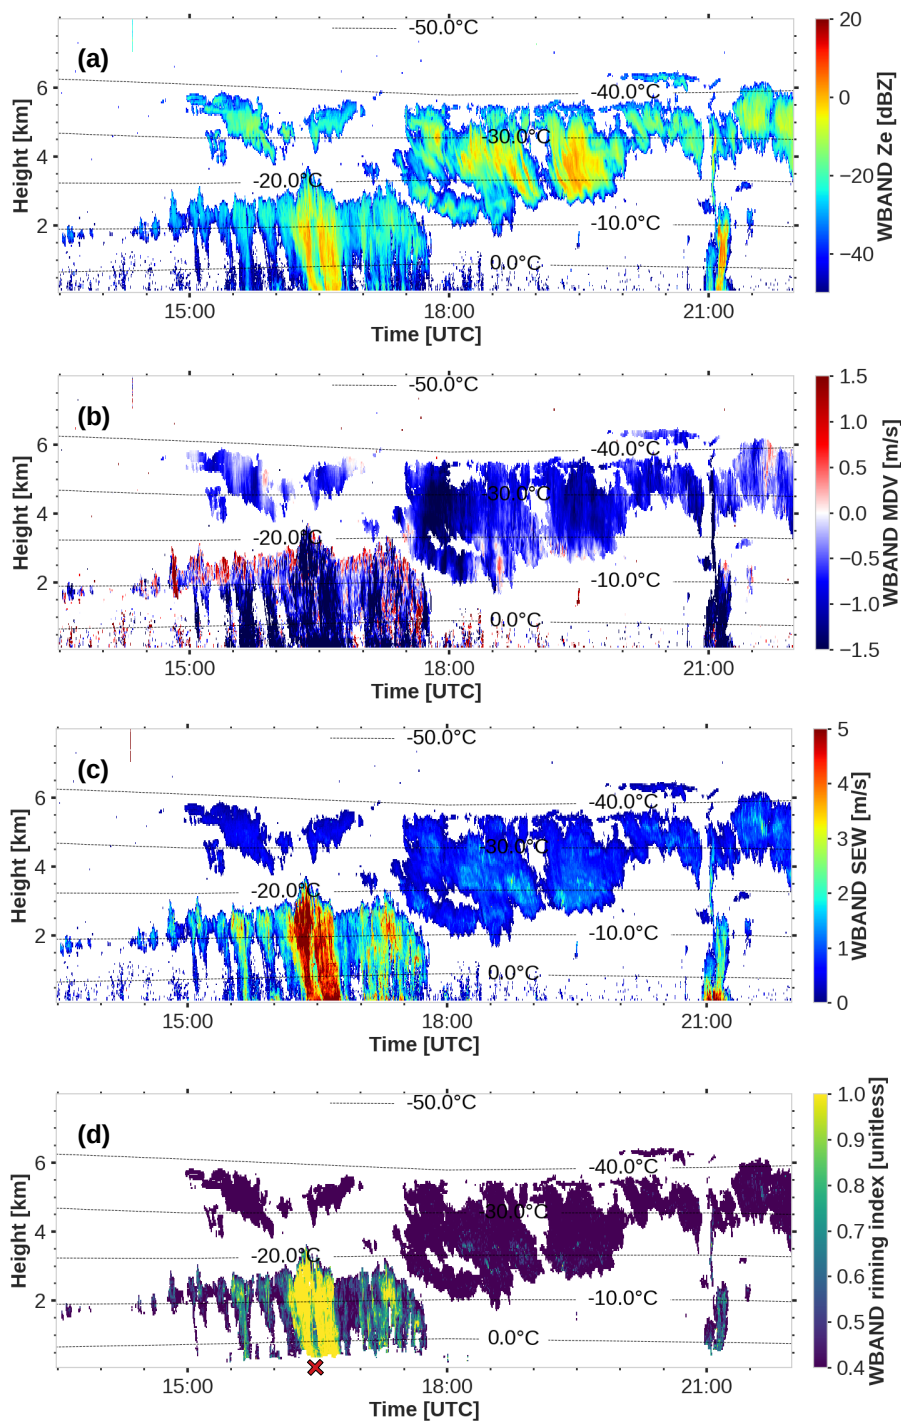 (a)
-50.0°C
-40.0°C
-30.0°C
-20.0°C
-10.0°C
0.0°C
6
4
2
Height [km]
15:00
18:00
21:00
Time [UTC]
20
0
−20
−40
WBAND Ze [dBZ]
(b)
-50.0°C
-40.0°C
-30.0°C
-20.0°C
-10.0°C
0.0°C
6
4
2
Height [km]
15:00
18:00
21:00
Time [UTC]
1.5
1.0
0.5
0.0
−0.5
−1.0
−1.5
WBAND MDV [m/s]
(c)
-50.0°C
-40.0°C
-30.0°C
-20.0°C
-10.0°C
0.0°C
6
4
2
Height [km]
15:00
18:00
21:00
Time [UTC]
5
4
3
2
1
0
WBAND SEW [m/s]
(d)
-50.0°C
-40.0°C
-30.0°C
-20.0°C
-10.0°C
0.0°C
6
4
2
Height [km]
15:00
18:00
21:00
Time [UTC]
1.0
0.9
0.8
0.7
0.6
0.5
0.4
WBAND riming index [unitless]